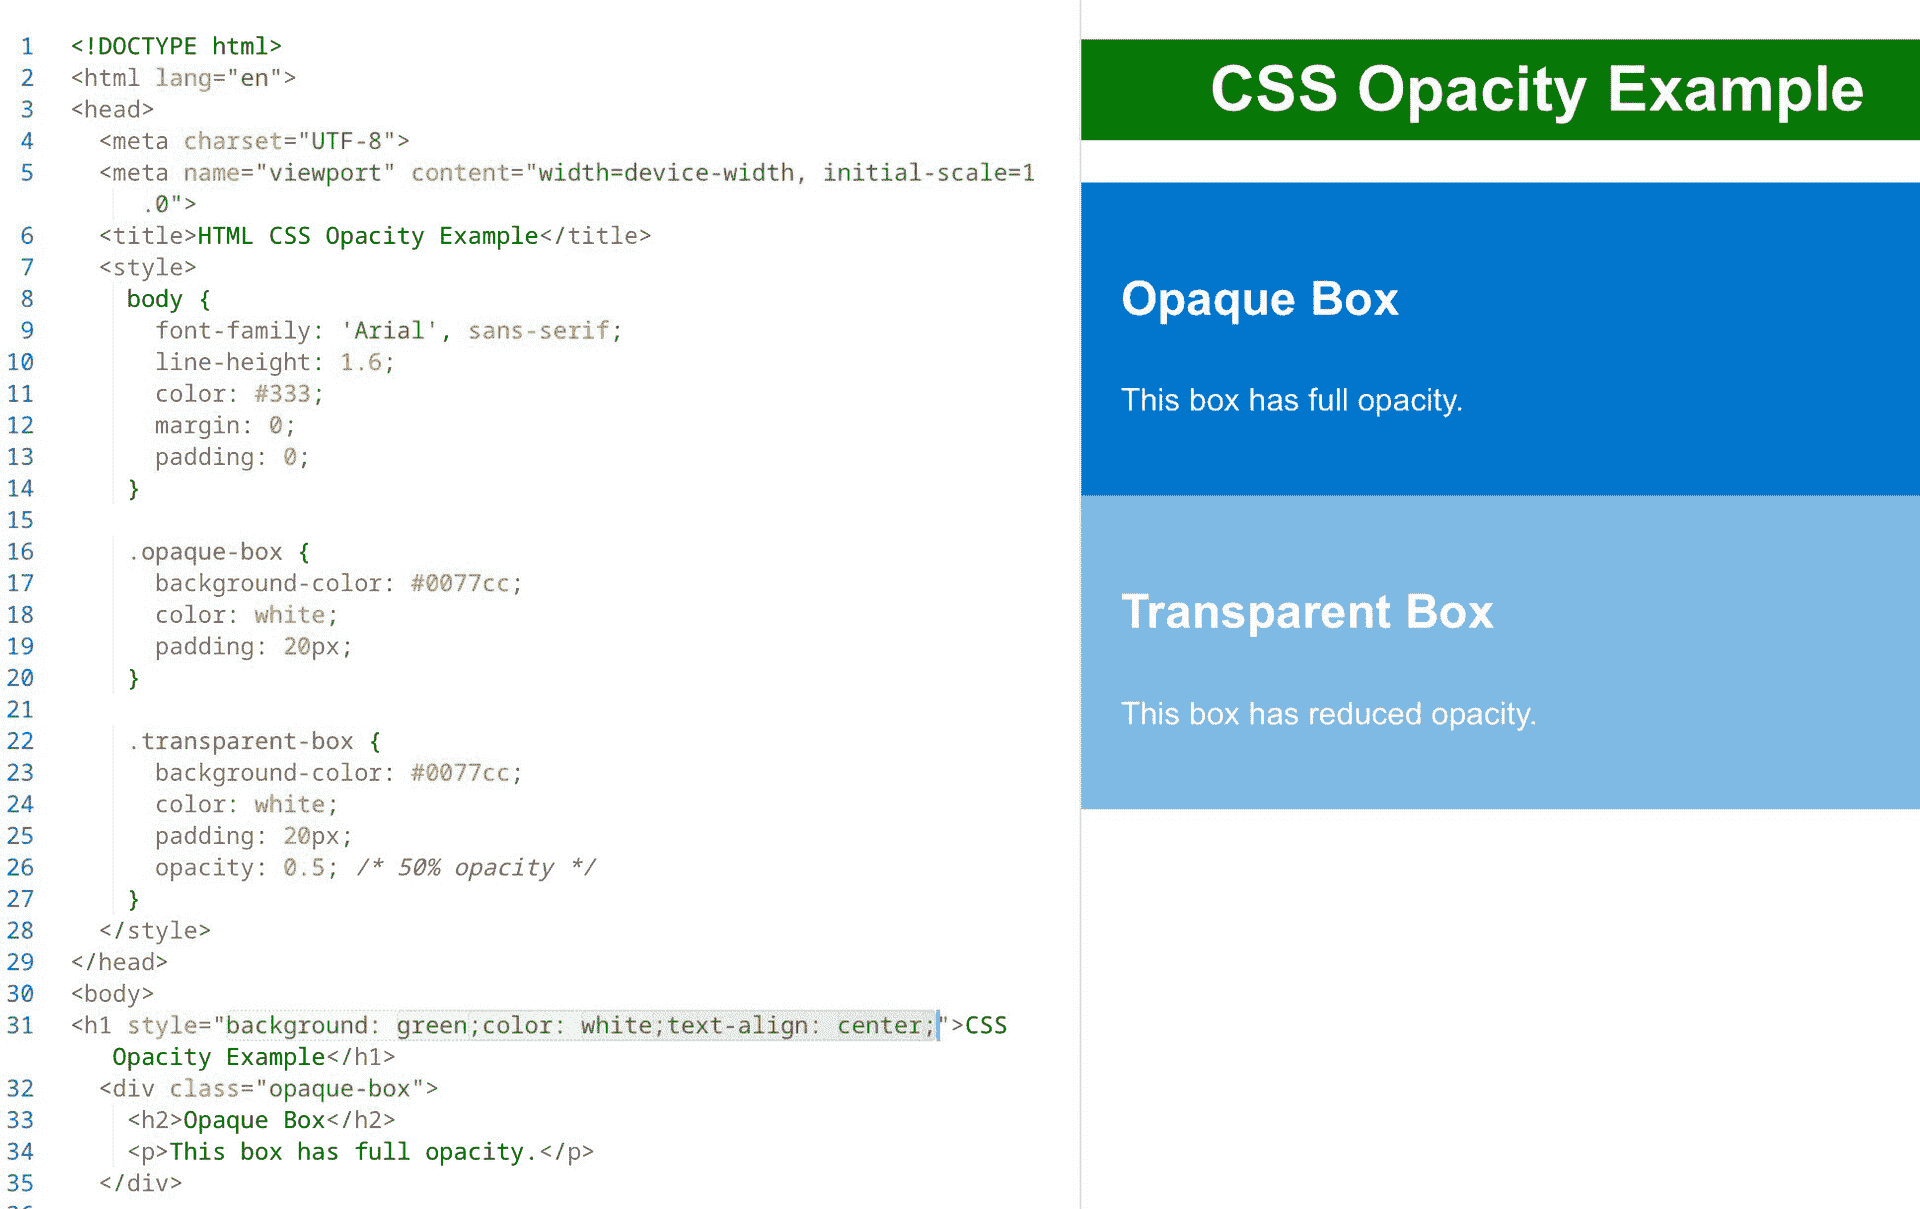 1 <!DOCTYPE html>
2 <html lang="en">
3 <head>
4 <meta charset="UTF-8">
5 <meta name="viewport" content="width=device-width, initial-scale=1
.0">
6 <title>HTML CSS Opacity Example</title>
7 <style>
8 body {
9 font-family: 'Arial', sans-serif;
10 line-height: 1.6;
11 color: #333;
12 margin: 0;
13 padding: 0;
14 }
15
16 .opaque-box {
17 background-color: #0077cc;
18 color: white;
19 padding: 20px;
20 }
21
22 .transparent-box {
23 background-color: #0077cc;
24 color: white;
25 padding: 20px;
26 opacity: 0.5; /* 50% opacity */
27 }
28 </style>
29 </head>
30 <body>
31 <h1 style="background: green;color: white;text-align: center;">CSS
Opacity Example</h1>
32 <div class="opaque-box">
33 <h2>Opaque Box</h2>
34 <p>This box has full opacity.</p>
35 </div>
CSS Opacity Example
Opaque Box
This box has full opacity.
Transparent Box
This box has reduced opacity.